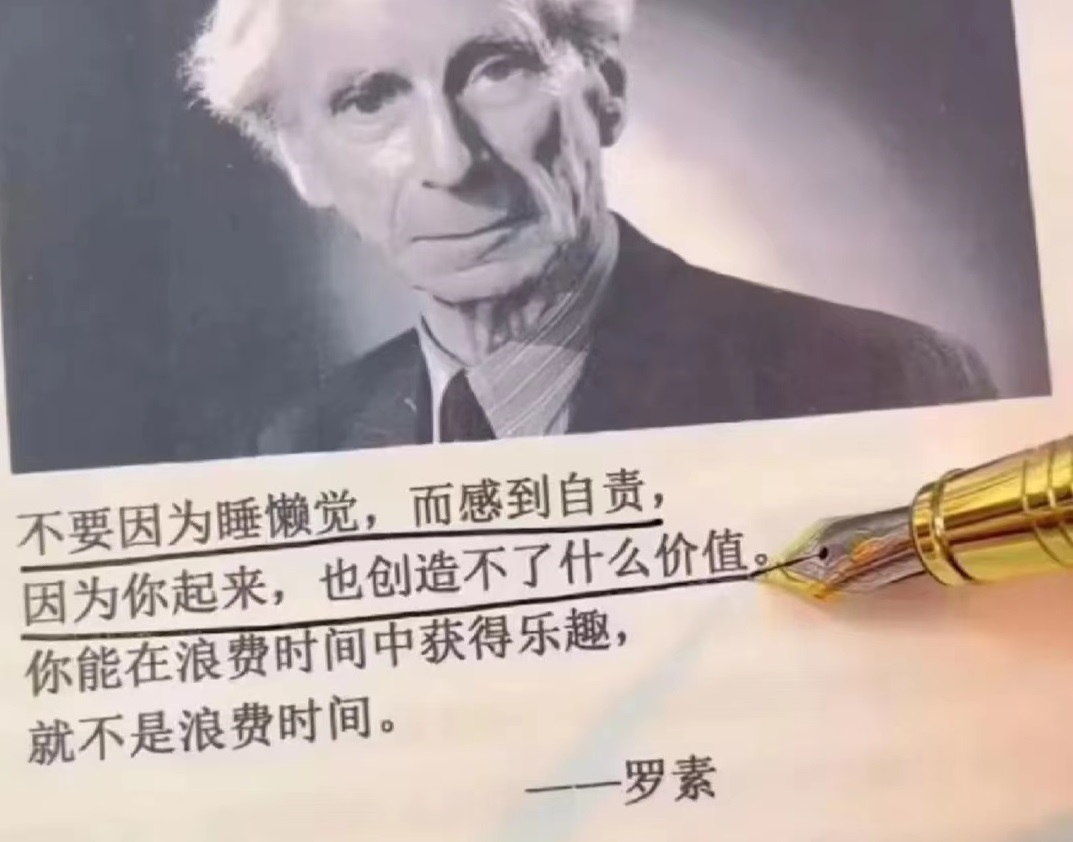 不要因为睡懒觉，而感到自责，
因为你起来，也创造不了什么价值。
你能在浪费时间中获得乐趣，
就不是浪费时间。
——罗素